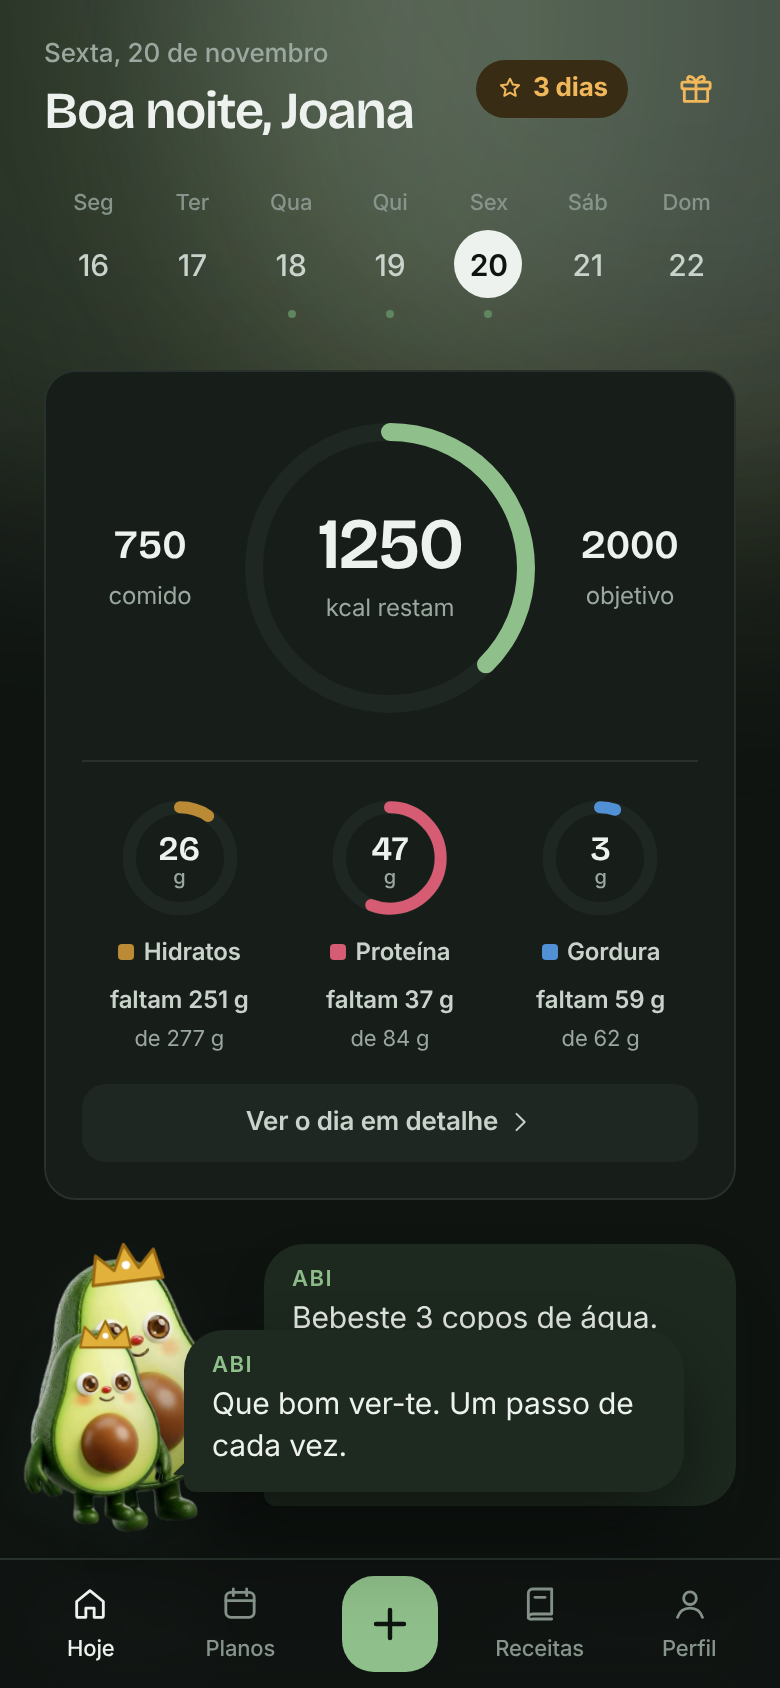 Sexta, 20 de novembro
Boa noite, Joana
3 dias
Seg Ter Qua Qui Sex Sáb Dom
16 17 18 19 20 21 22
750
comido
1250
kcal restam
2000
objetivo
26
g
47
g
3
g
Hidratos Proteína Gordura
faltam 251 g faltam 37 g faltam 59 g
de 277 g de 84 g de 62 g
Ver o dia em detalhe
ABI
Bebeste 3 copos de água.
ABI
Que bom ver-te. Um passo de
cada vez.
Hoje Planos Receitas Perfil